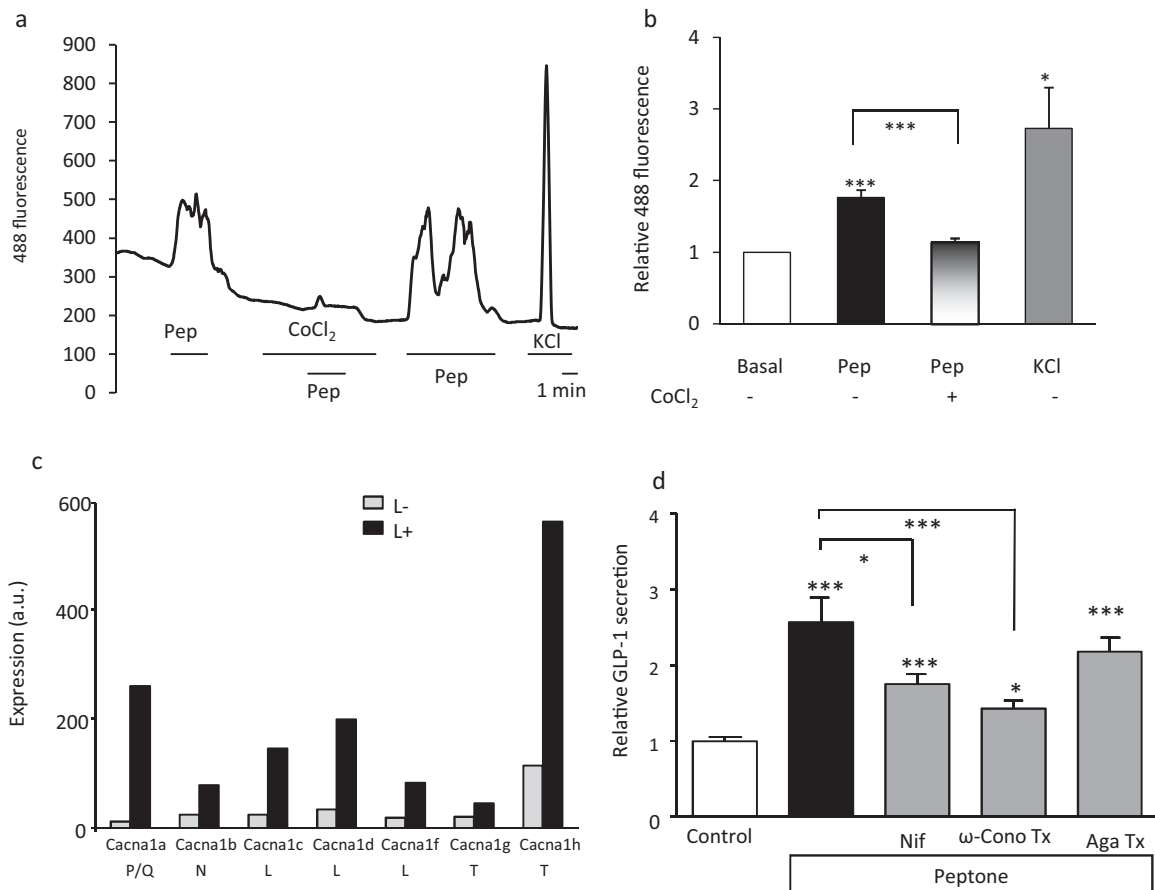 a
900
800
700
600
500
400
300
200
100
0
488 fluorescence
Pep
CoCl2
Pep
Pep
KCl
1 min
b
4
3
2
1
0
Relative 488 fluorescence
***
***
*
Basal Pep Pep KCl
CoCl2 - - + -
c
600
400
200
0
Expression (a.u.)
L-
L+
Cacna1a Cacna1b Cacna1c Cacna1d Cacna1f Cacna1g Cacna1h
P/Q N L L L T T
d
4
3
2
1
0
Relative GLP-1 secretion
***
*
***
***
*
***
Control Nif ω-Cono Tx Aga Tx
Peptone